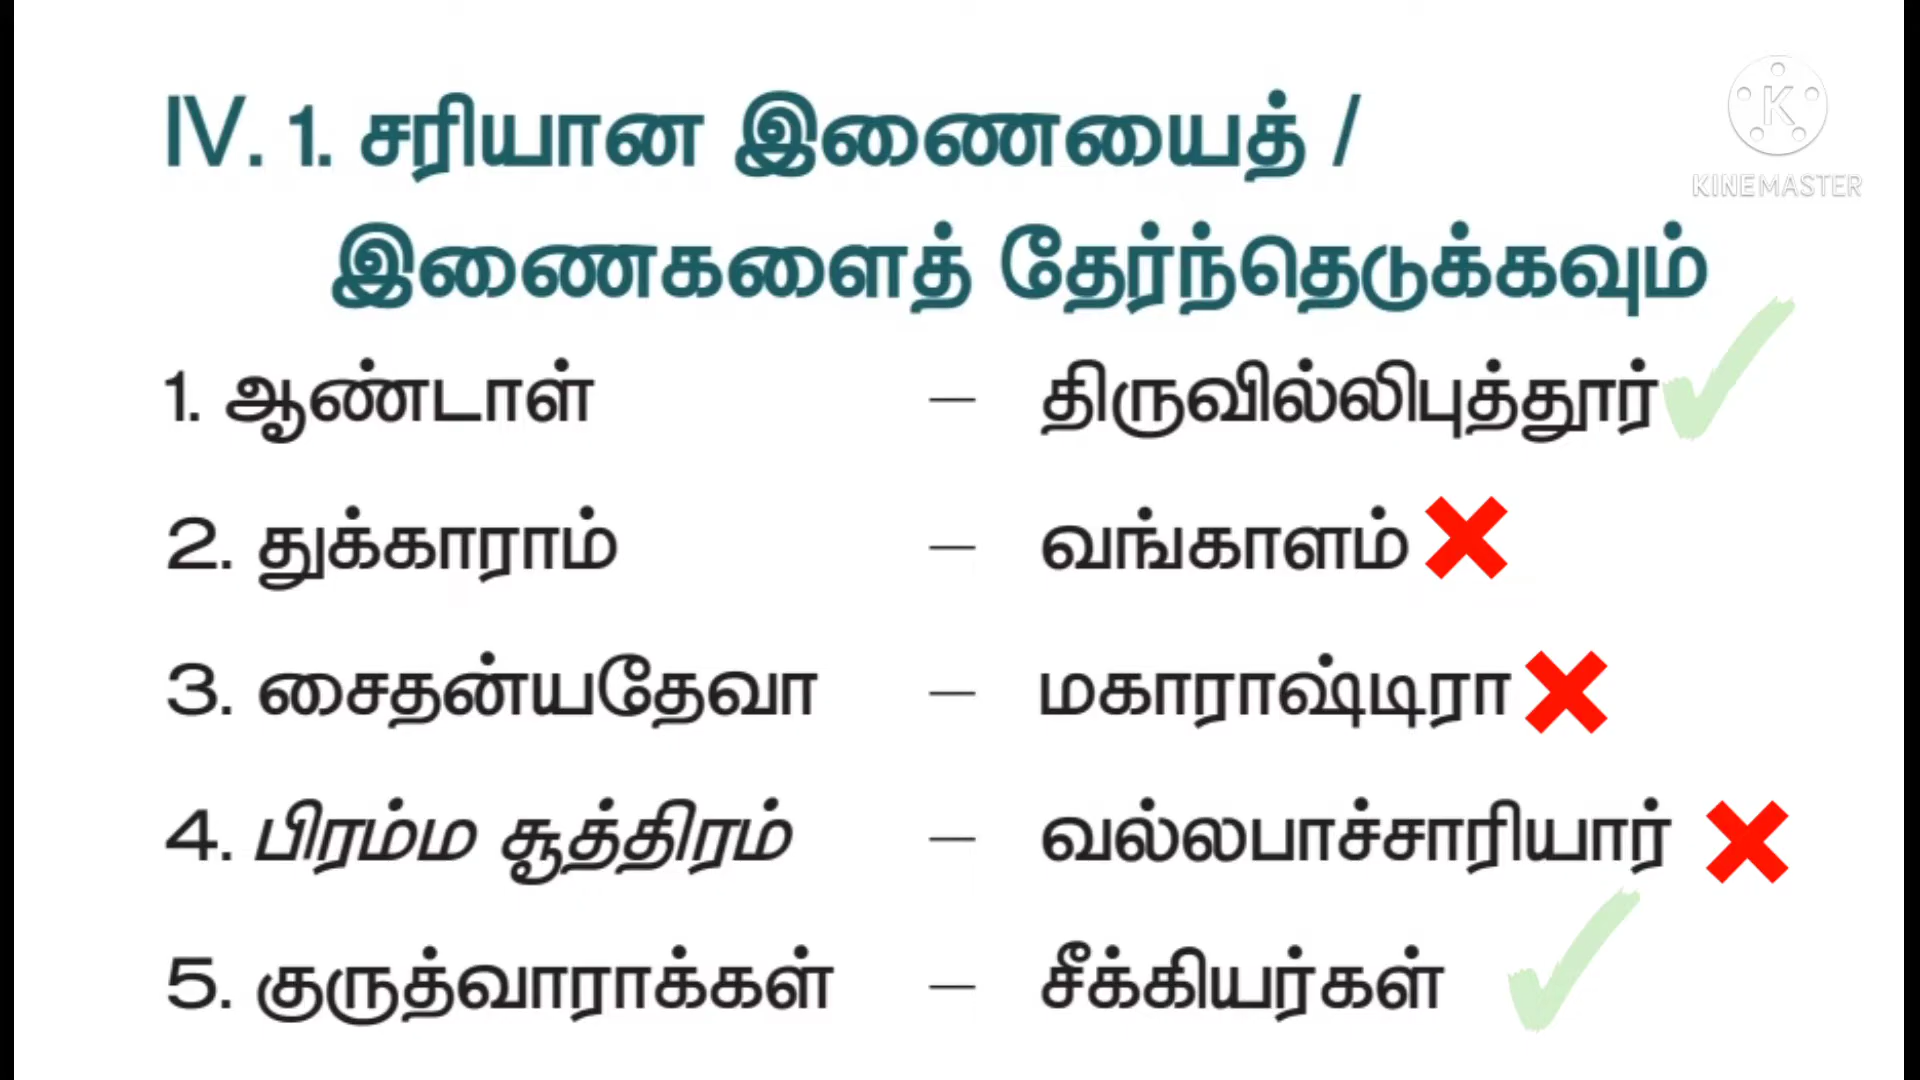 IV. 1. சரியான இணையைத் /
இணைகளைத் தேர்ந்தெடுக்கவும்
1. ஆண்டாள் – திருவில்லிபுத்தூர்
2. துக்காராம் – வங்காளம்
3. சைதன்யதேவா – மகாராஷ்டிரா
4. பிரம்ம சூத்திரம் – வல்லபாச்சாரியார்
5. குருத்வாராக்கள் – சீக்கியர்கள்
K
KINEMASTER